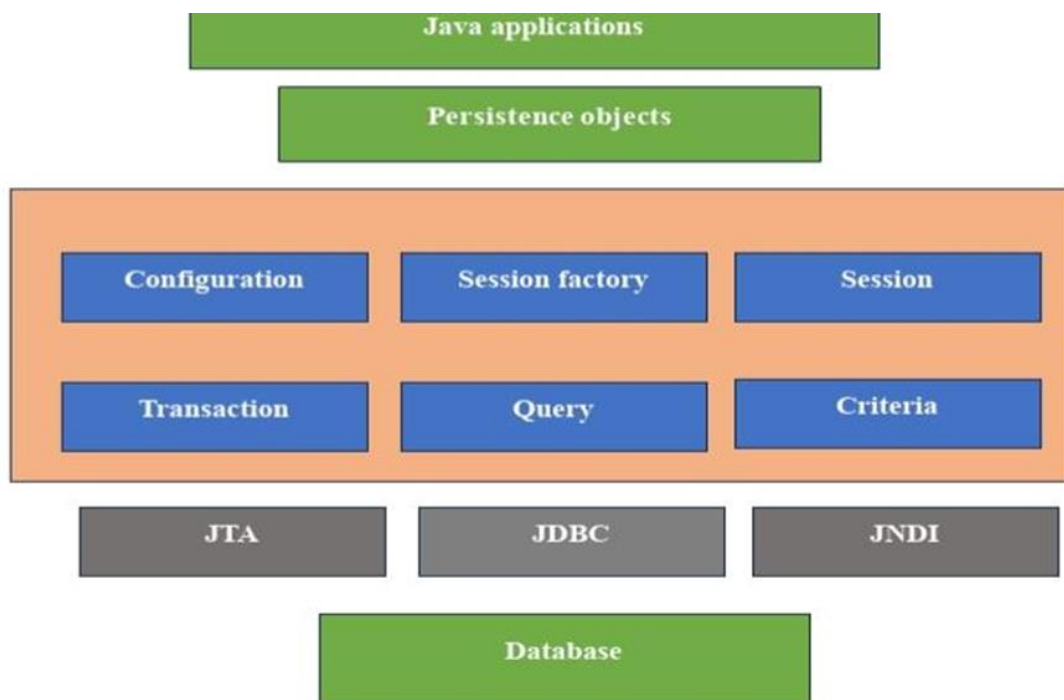 Java applications
Persistence objects
Configuration
Session factory
Session
Transaction
Query
Criteria
JTA
JDBC
JNDI
Database